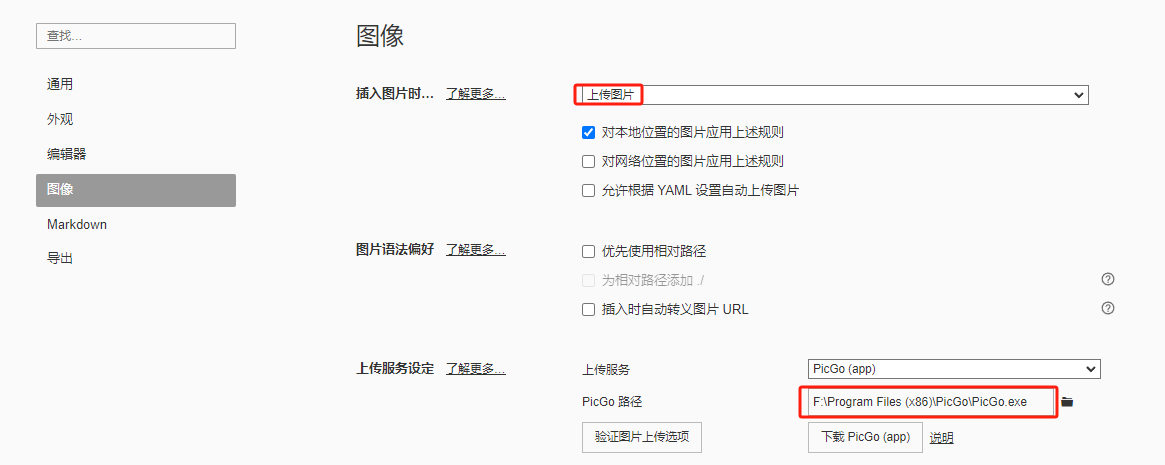 查找...
通用
外观
编辑器
图像
Markdown
导出
图像
插入图片时... 了解更多... 上传图片
对本地位置的图片应用上述规则
对网络位置的图片应用上述规则
允许根据 YAML 设置自动上传图片
图片语法偏好 了解更多... 优先使用相对路径
为相对路径添加 ./ ?
插入时自动转义图片 URL ?
上传服务设定 了解更多... 上传服务 PicGo (app)
PicGo 路径 F:\Program Files (x86)\PicGo\PicGo.exe
验证图片上传选项 下载 PicGo (app) 说明